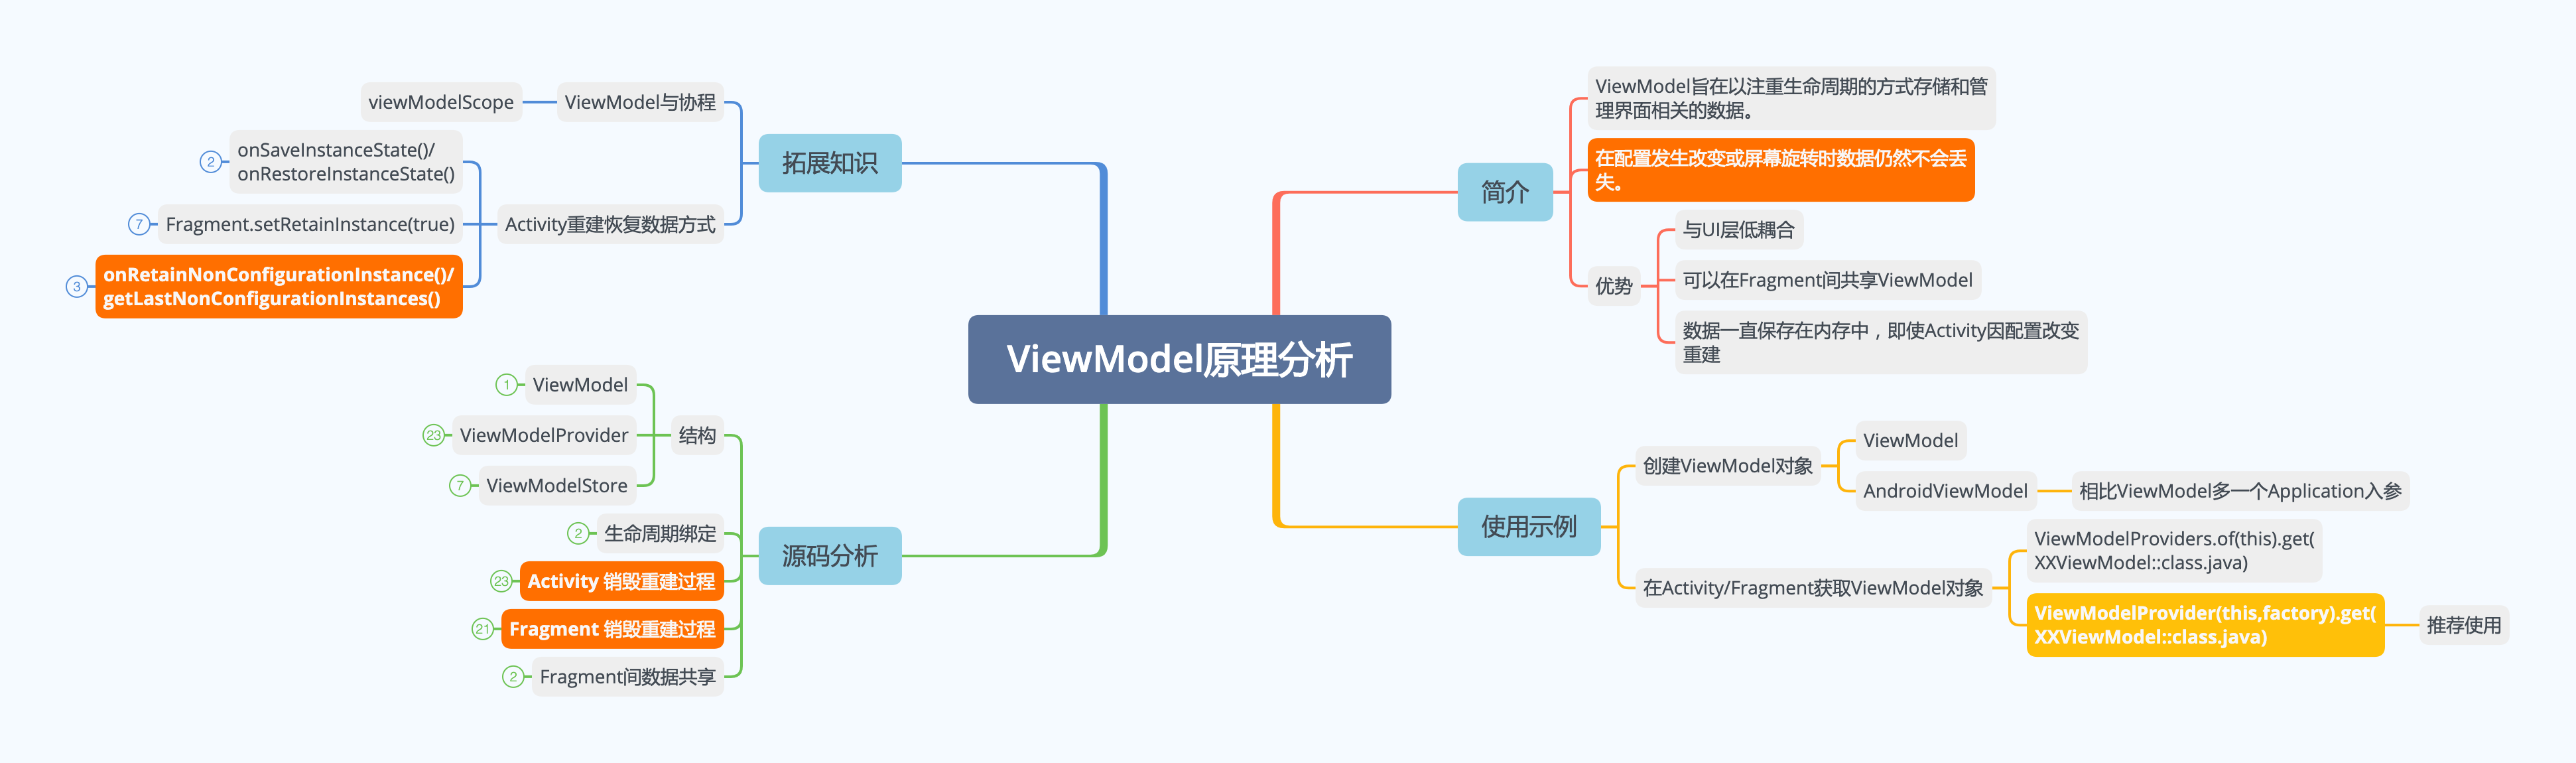 ViewModel原理分析
简介
ViewModel旨在以注重生命周期的方式存储和管
理界面相关的数据。
在配置发生改变或屏幕旋转时数据仍然不会丢
失。
优势
与UI层低耦合
可以在Fragment间共享ViewModel
数据一直保存在内存中，即使Activity因配置改变
重建
使用示例
创建ViewModel对象
ViewModel
AndroidViewModel
相比ViewModel多一个Application入参
在Activity/Fragment获取ViewModel对象
ViewModelProviders.of(this).get(
XXViewModel::class.java)
ViewModelProvider(this,factory).get(
XXViewModel::class.java)
推荐使用
拓展知识
ViewModel与协程
viewModelScope
Activity重建恢复数据方式
onSaveInstanceState()/
onRestoreInstanceState()
2
Fragment.setRetainInstance(true)
7
onRetainNonConfigurationInstance()/
getLastNonConfigurationInstances()
3
源码分析
结构
ViewModel
1
ViewModelProvider
23
ViewModelStore
7
生命周期绑定
2
Activity 销毁重建过程
23
Fragment 销毁重建过程
21
Fragment间数据共享
2